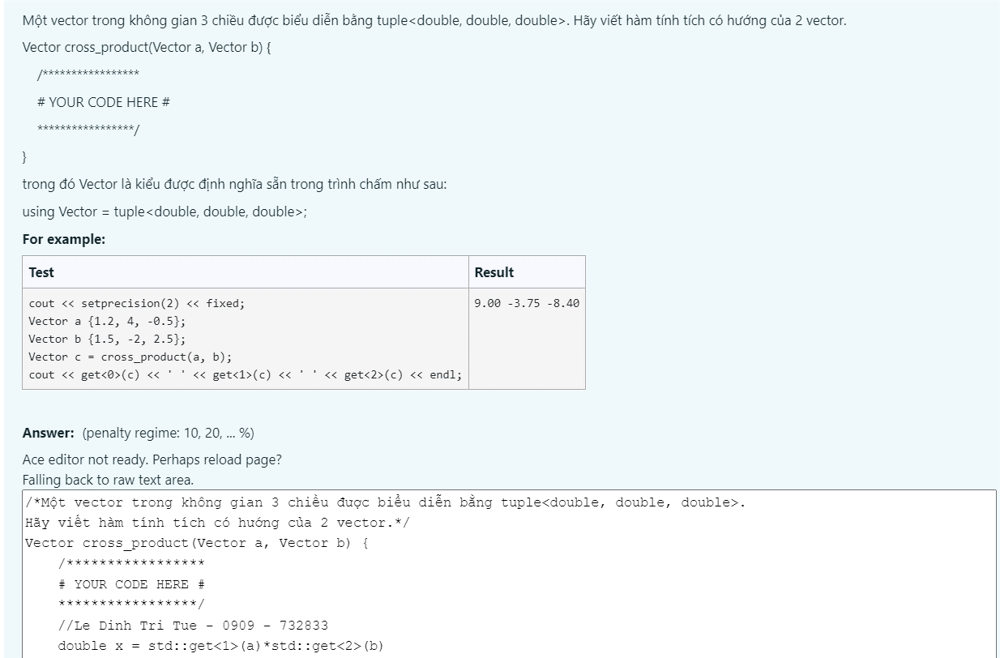 Một vector trong không gian 3 chiều được biểu diễn bằng tuple<double, double, double>. Hãy viết hàm tính tích có hướng của 2 vector.
Vector cross_product(Vector a, Vector b) {
/*****************
# YOUR CODE HERE #
*****************/
}
trong đó Vector là kiểu được định nghĩa sẵn trong trình chấm như sau:
using Vector = tuple<double, double, double>;
For example:
Test Result
cout << setprecision(2) << fixed; 9.00 -3.75 -8.40
Vector a {1.2, 4, -0.5};
Vector b {1.5, -2, 2.5};
Vector c = cross_product(a, b);
cout << get<0>(c) << ' ' << get<1>(c) << ' ' << get<2>(c) << endl;
Answer: (penalty regime: 10, 20, ... %)
Ace editor not ready. Perhaps reload page?
Falling back to raw text area.
/*Một vector trong không gian 3 chiều được biểu diễn bằng tuple<double, double, double>.
Hãy viết hàm tính tích có hướng của 2 vector.*/
Vector cross_product(Vector a, Vector b) {
/*****************
# YOUR CODE HERE #
*****************/
//Le Dinh Tri Tue - 0909 - 732833
double x = std::get<1>(a)*std::get<2>(b)